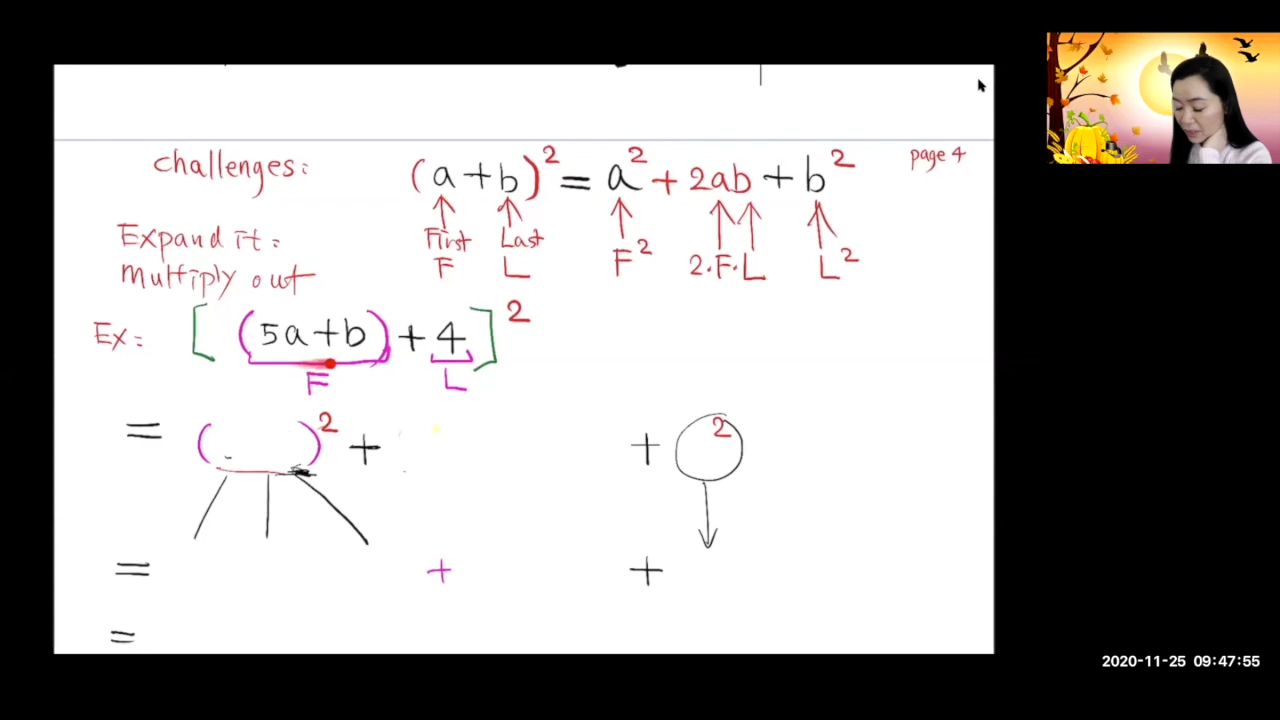 challenges: (a+b)² = a² + 2ab + b² page 4
First Last F² 2·F·L L²
Expand it:
F L
multiply out
Ex: [(5a+b) + 4]²
F L
= ( )² + + ²
= + +
=
2020-11-25 09:47:55